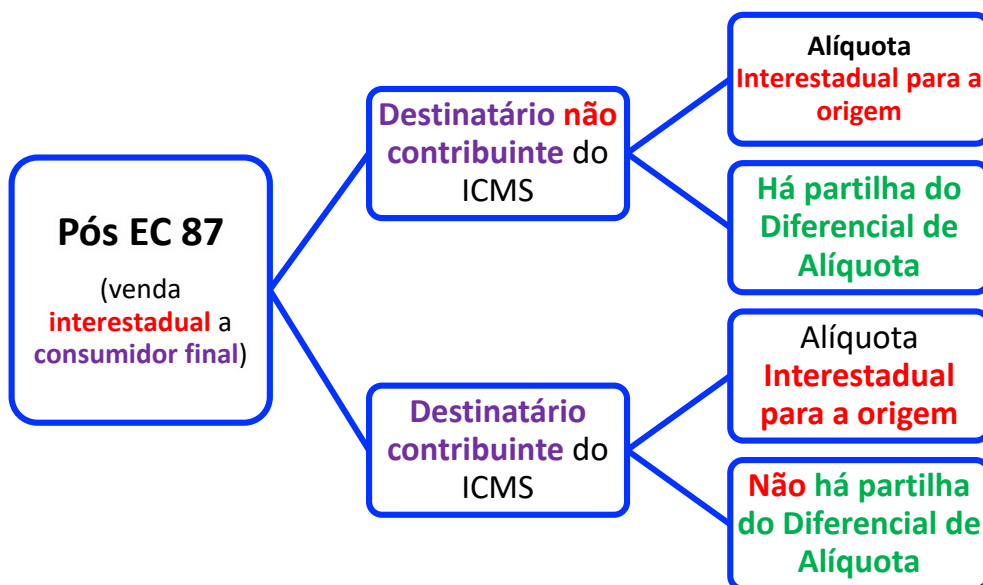 Pós EC 87
(venda
interestadual a
consumidor final)
Destinatário não
contribuinte do
ICMS
Alíquota
Interestadual para a
origem
Há partilha do
Diferencial de
Alíquota
Destinatário
contribuinte do
ICMS
Alíquota
Interestadual
para a origem
Não há partilha
do Diferencial de
Alíquota